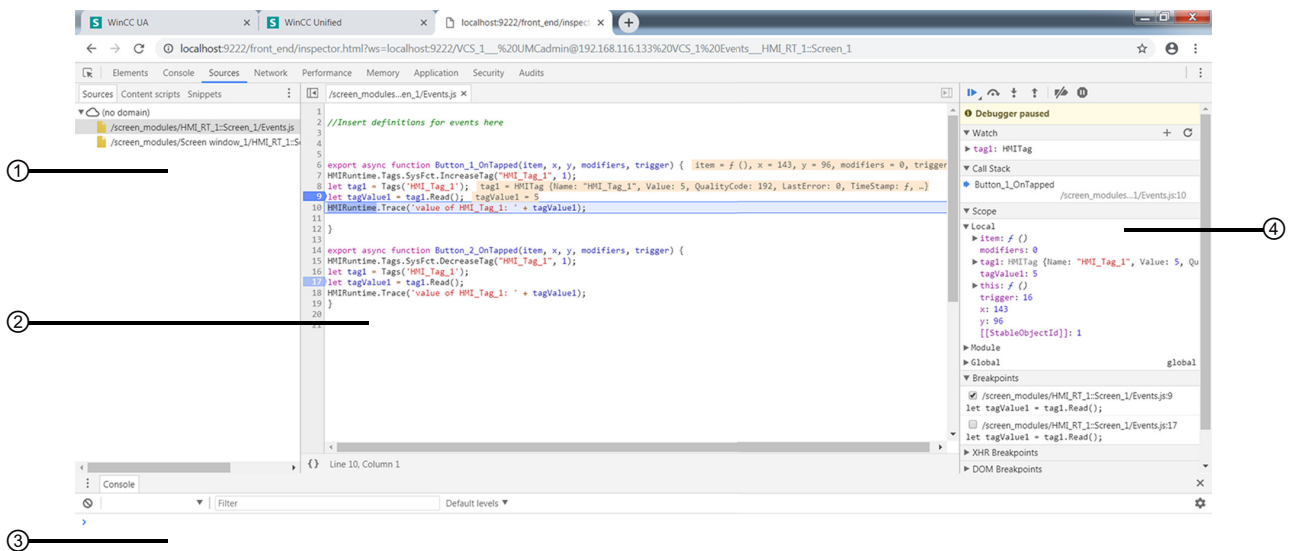 WinCC UA
WinCC Unified
localhost:9222/front_end/inspec
localhost:9222/front_end/inspector.html?ws=localhost:9222/VCS_1__%20UMCadmin@192.168.116.133%20VCS_1%20Events__HMI_RT_1::Screen_1
Elements Console Sources Network Performance Memory Application Security Audits
Sources Content scripts Snippets
(no domain)
/screen_modules/HMI_RT_1::Screen_1/Events.js
/screen_modules/Screen window_1/HMI_RT_1::S
/screen_modules...en_1/Events.js
1
2 //Insert definitions for events here
3
4
5
6 export async function Button_1_OnTapped(item, x, y, modifiers, trigger) { item = ƒ (), x = 143, y = 96, modifiers = 0, trigger
7 HMIRuntime.Tags.SysFct.IncreaseTag("HMI_Tag_1", 1);
8 let tag1 = Tags('HMI_Tag_1'); tag1 = HMITag {Name: "HMI_Tag_1", Value: 5, QualityCode: 192, LastError: 0, TimeStamp: ƒ, …}
9 let tagValue1 = tag1.Read(); tagValue1 = 5
10 HMIRuntime.Trace('value of HMI_Tag_1: ' + tagValue1);
11
12 }
13
14 export async function Button_2_OnTapped(item, x, y, modifiers, trigger) {
15 HMIRuntime.Tags.SysFct.DecreaseTag("HMI_Tag_1", 1);
16 let tag1 = Tags('HMI_Tag_1');
17 let tagValue1 = tag1.Read();
18 HMIRuntime.Trace('value of HMI_Tag_1: ' + tagValue1);
19 }
20
21
{} Line 10, Column 1
Debugger paused
Watch
tag1: HMITag
Call Stack
Button_1_OnTapped
/screen_modules...1/Events.js:10
Scope
Local
item: ƒ ()
modifiers: 0
tag1: HMITag {Name: "HMI_Tag_1", Value: 5, Qu
tagValue1: 5
this: ƒ ()
trigger: 16
x: 143
y: 96
[[StableObjectId]]: 1
Module
Global global
Breakpoints
/screen_modules/HMI_RT_1::Screen_1/Events.js:9
let tagValue1 = tag1.Read();
/screen_modules/HMI_RT_1::Screen_1/Events.js:17
let tagValue1 = tag1.Read();
XHR Breakpoints
DOM Breakpoints
Console
Filter Default levels
1
2
3
4